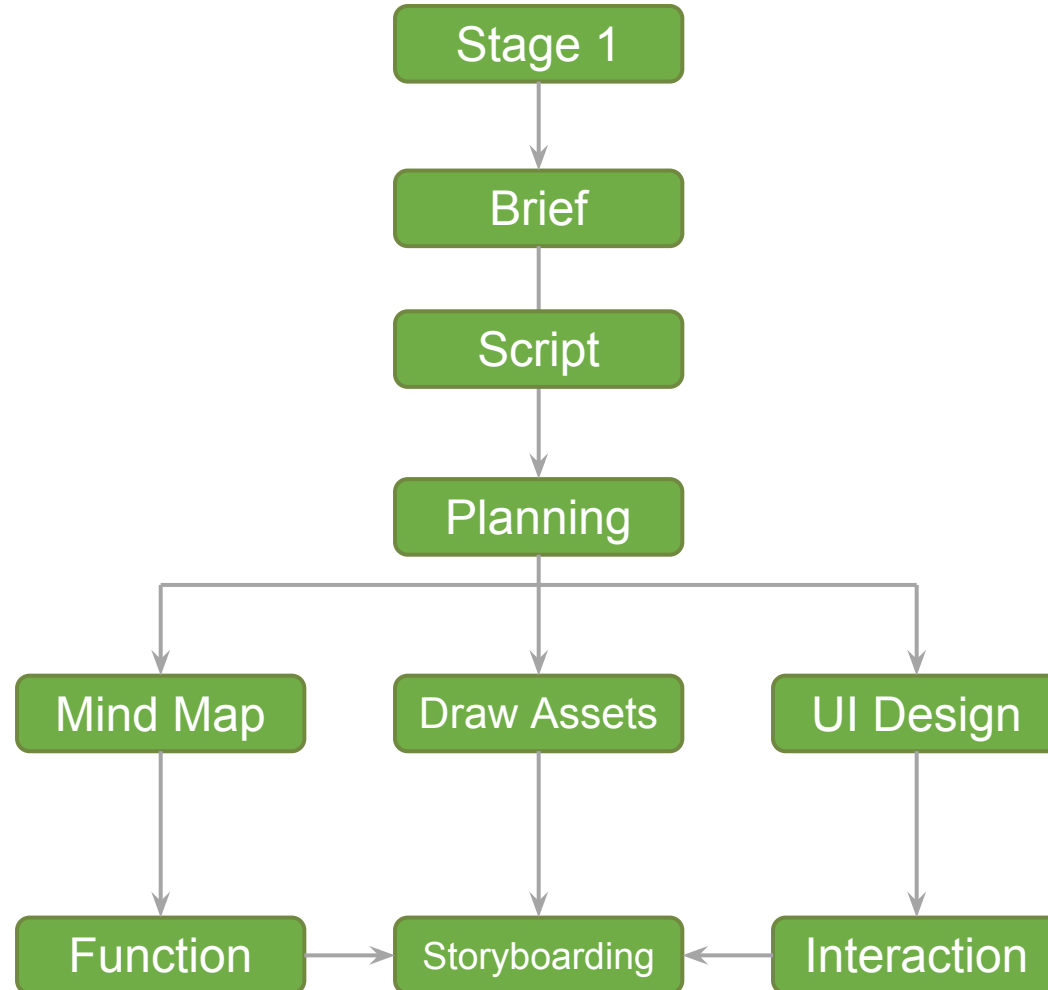 Stage 1
Brief
Script
Planning
Mind Map
Draw Assets
UI Design
Function
Storyboarding
Interaction